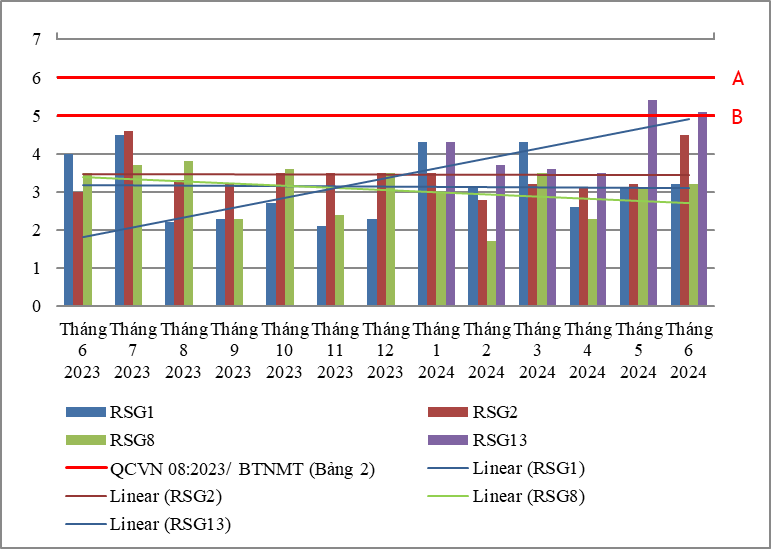 7
6
A
5
B
4
3
2
1
0
Tháng Tháng Tháng Tháng Tháng Tháng Tháng Tháng Tháng Tháng Tháng Tháng Tháng
6 7 8 9 10 11 12 1 2 3 4 5 6
2023 2023 2023 2023 2023 2023 2023 2024 2024 2024 2024 2024 2024
RSG1 RSG2
RSG8 RSG13
QCVN 08:2023/ BTNMT (Bảng 2) Linear (RSG1)
Linear (RSG2) Linear (RSG8)
Linear (RSG13)